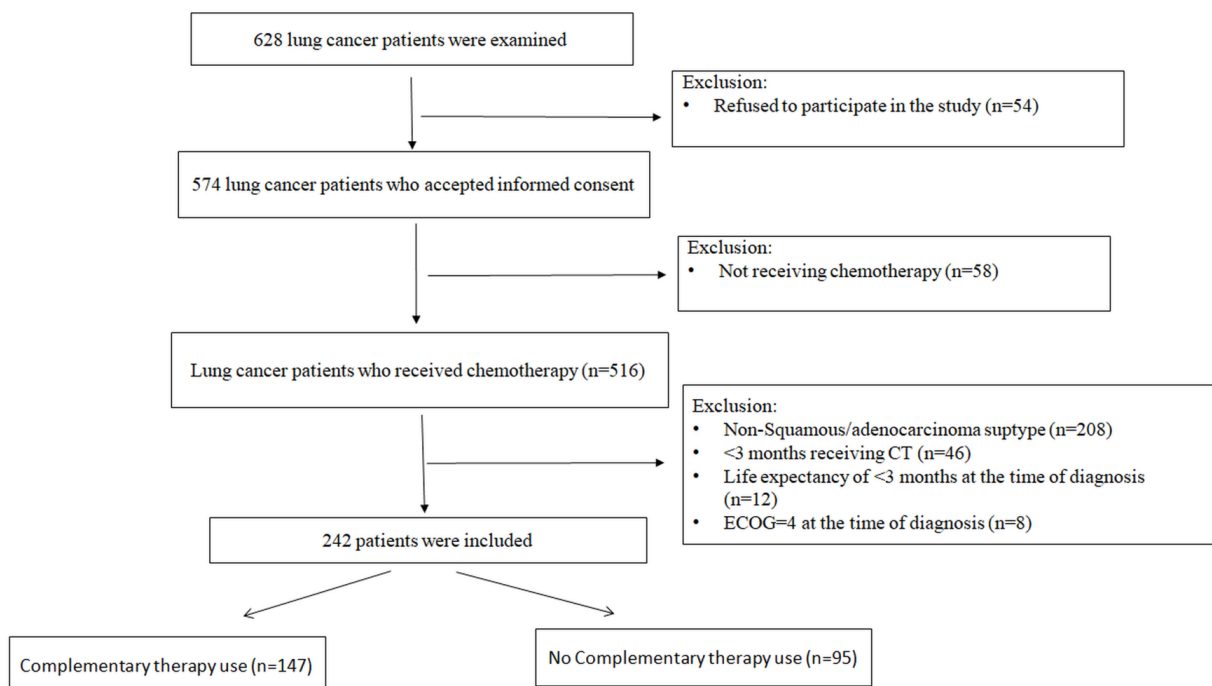 628 lung cancer patients were examined
Exclusion:
• Refused to participate in the study (n=54)
574 lung cancer patients who accepted informed consent
Exclusion:
• Not receiving chemotherapy (n=58)
Lung cancer patients who received chemotherapy (n=516)
Exclusion:
• Non-Squamous/adenocarcinoma suptype (n=208)
• <3 months receiving CT (n=46)
• Life expectancy of <3 months at the time of diagnosis
(n=12)
• ECOG=4 at the time of diagnosis (n=8)
242 patients were included
Complementary therapy use (n=147)
No Complementary therapy use (n=95)